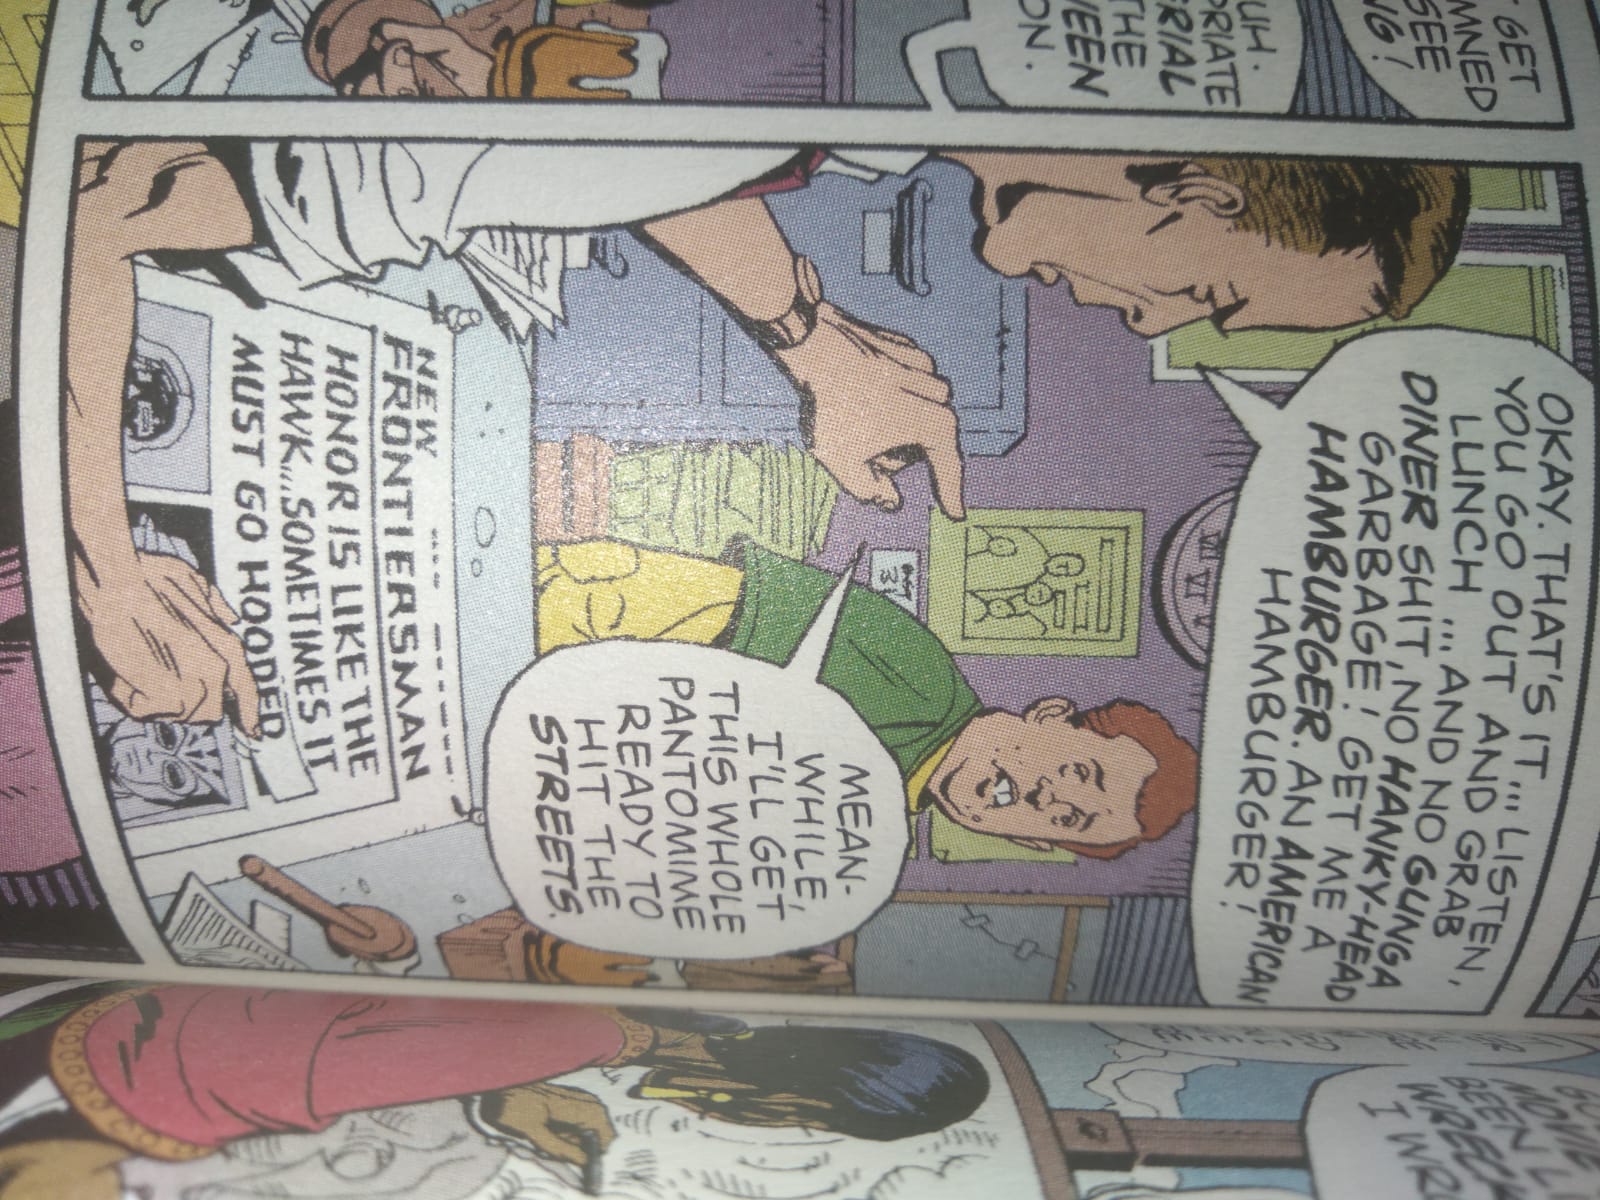 GET
MNED
SEE
NG!
UH.
PRIATE
ERIAL
THE
WEEN
ON.
OKAY. THAT'S IT... LISTEN,
YOU GO OUT AND GRAB
LUNCH ... AND NO GUNGA
DINER SHIT, NO HANKY-HEAD
GARBAGE! GET ME A
HAMBURGER. AN AMERICAN
HAMBURGER!
VII VI
31
MEAN-
WHILE,
I'LL GET
THIS WHOLE
PANTOMIME
READY TO
HIT THE
STREETS.
NEW
FRONTIERSMAN
HONOR IS LIKE THE
HAWK...SOMETIMES IT
MUST GO HOODED
MOVIE
BEEN L
WRECK
I WR